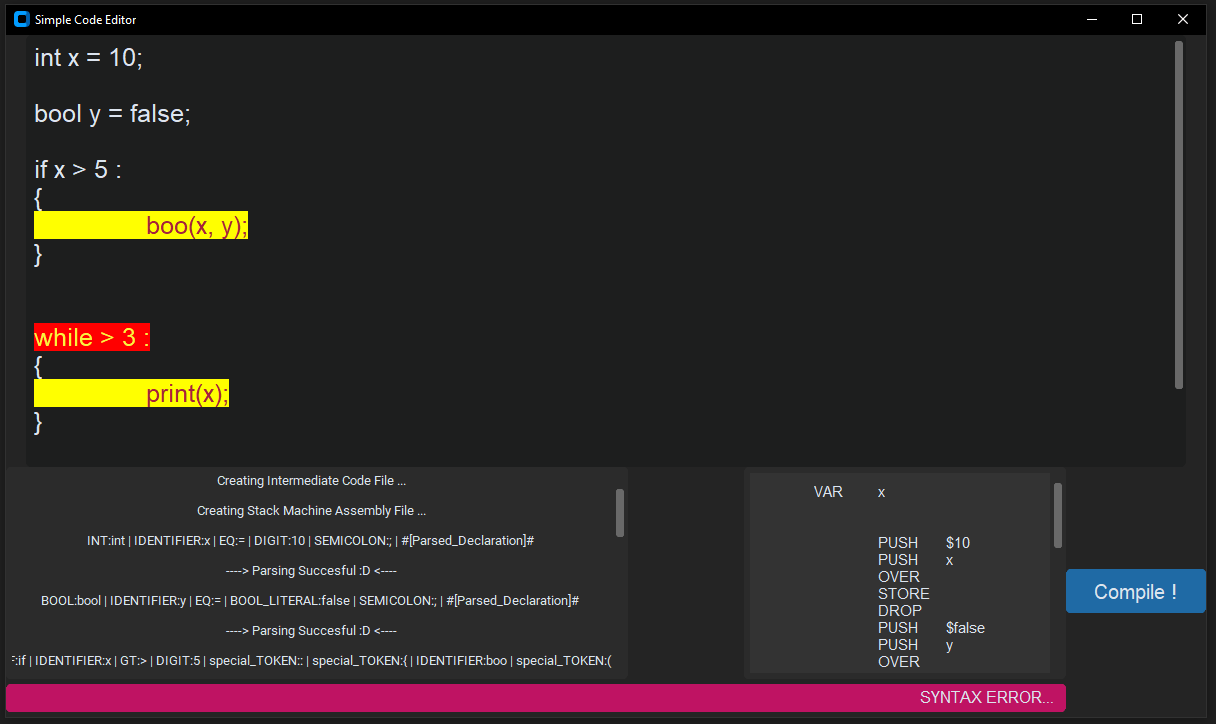 Simple Code Editor
int x = 10;
bool y = false;
if x > 5 :
{
boo(x, y);
}
while > 3 :
{
print(x);
}
Creating Intermediate Code File ...
Creating Stack Machine Assembly File ...
INT:int | IDENTIFIER:x | EQ:= | DIGIT:10 | SEMICOLON:; | #[Parsed_Declaration]#
----> Parsing Succesful :D <----
BOOL:bool | IDENTIFIER:y | EQ:= | BOOL_LITERAL:false | SEMICOLON:; | #[Parsed_Declaration]#
----> Parsing Succesful :D <----
:if | IDENTIFIER:x | GT:> | DIGIT:5 | special_TOKEN:: | special_TOKEN:{ | IDENTIFIER:boo | special_TOKEN:(
VAR x
PUSH $10
PUSH x
OVER
STORE
DROP
PUSH $false
PUSH y
OVER
Compile !
SYNTAX ERROR...